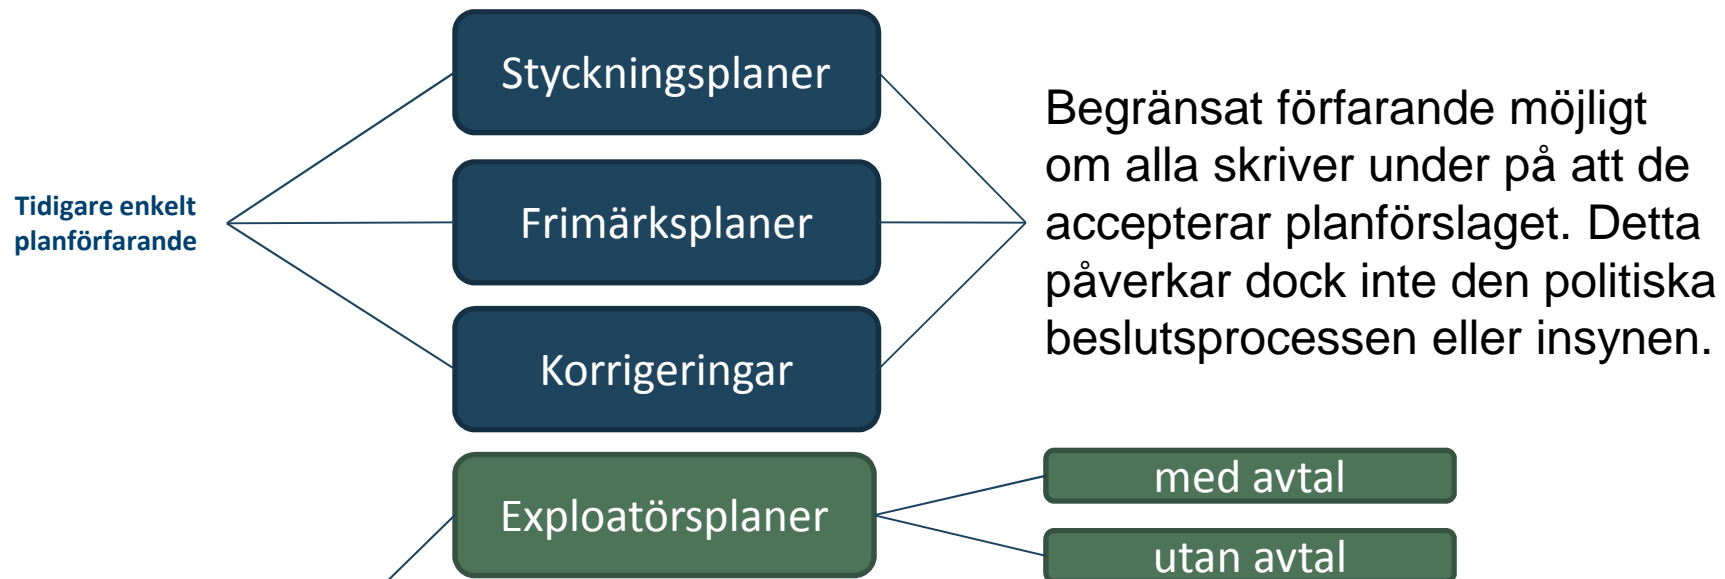 Styckningsplaner
Begränsat förfarande möjligt
om alla skriver under på att de
accepterar planförslaget. Detta
påverkar dock inte den politiska
beslutsprocessen eller insynen.
Tidigare enkelt
planförfarande
Frimärksplaner
Korrigeringar
Exploatörsplaner
med avtal
utan avtal